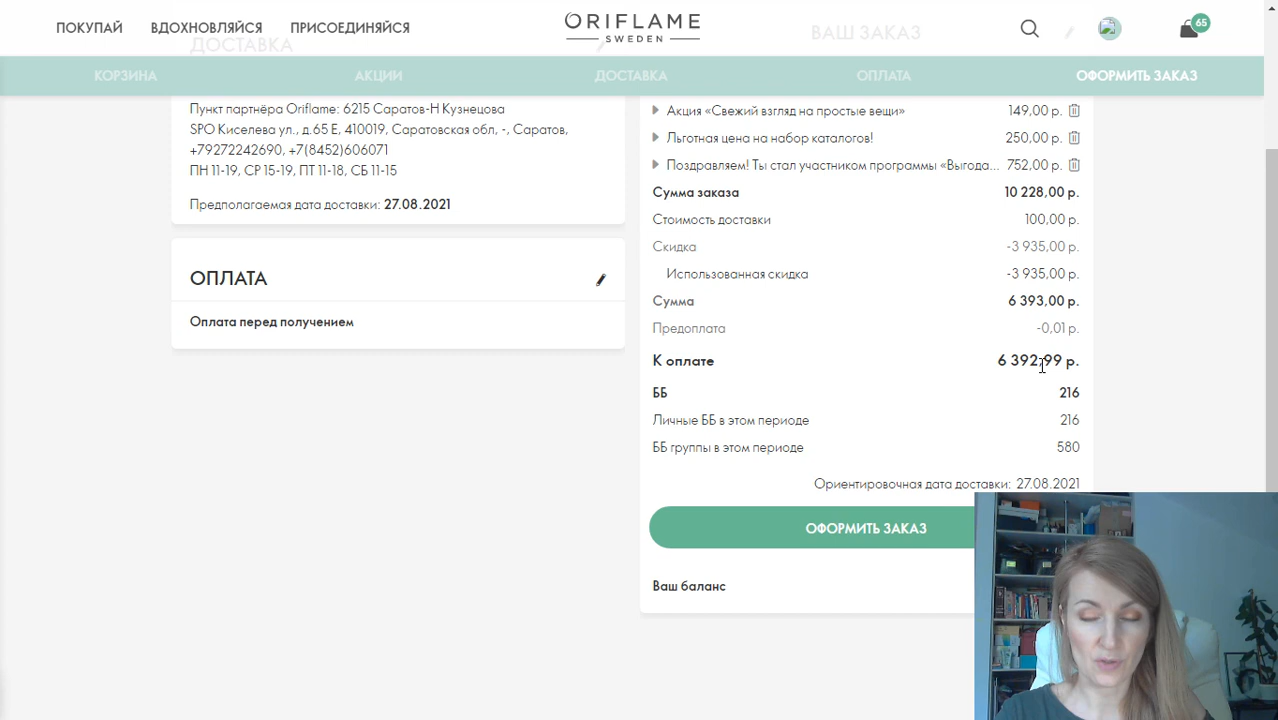 ПОКУПАЙ ВДОХНОВЛЯЙСЯ ПРИСОЕДИНЯЙСЯ
ORIFLAME
SWEDEN
65
ДОСТАВКА
ВАШ ЗАКАЗ
КОРЗИНА АКЦИИ ДОСТАВКА ОПЛАТА ОФОРМИТЬ ЗАКАЗ
Пункт партнёра Oriflame: 6215 Саратов-Н Кузнецова
SPO Киселева ул., д.65 Е, 410019, Саратовская обл, -, Саратов,
+79272242690, +7(8452)606071
ПН 11-19, СР 15-19, ПТ 11-18, СБ 11-15
Предполагаемая дата доставки: 27.08.2021
ОПЛАТА
Оплата перед получением
Акция «Свежий взгляд на простые вещи» 149,00 р.
Льготная цена на набор каталогов! 250,00 р.
Поздравляем! Ты стал участником программы «Выгода... 752,00 р.
Сумма заказа 10 228,00 р.
Стоимость доставки 100,00 р.
Скидка -3 935,00 р.
Использованная скидка -3 935,00 р.
Сумма 6 393,00 р.
Предоплата -0,01 р.
К оплате 6 392,99 р.
ББ 216
Личные ББ в этом периоде 216
ББ группы в этом периоде 580
Ориентировочная дата доставки: 27.08.2021
ОФОРМИТЬ ЗАКАЗ
Ваш баланс